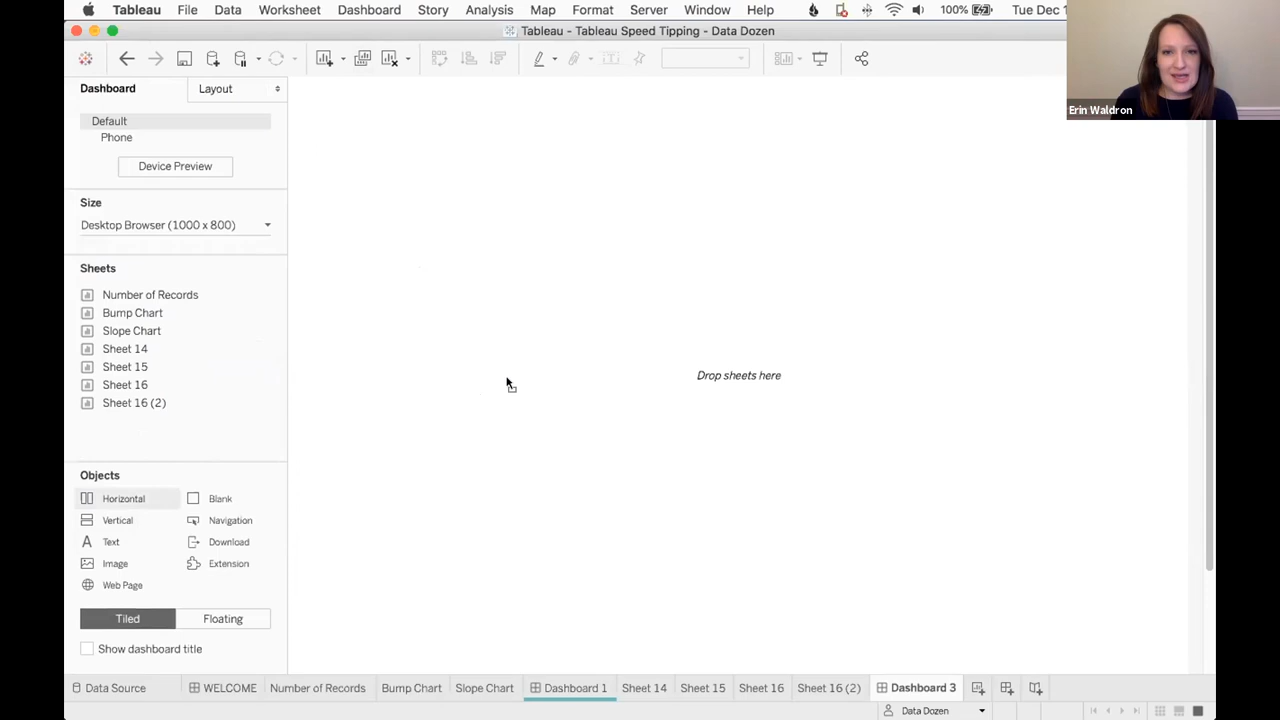 Tableau File Data Worksheet Dashboard Story Analysis Map Format Server Window Help 100% Tue Dec 1
Tableau - Tableau Speed Tipping - Data Dozen
Erin Waldron
Dashboard Layout
Default
Phone
Device Preview
Size
Desktop Browser (1000 x 800)
Sheets
Number of Records
Bump Chart
Slope Chart
Sheet 14
Sheet 15
Sheet 16
Sheet 16 (2)
Drop sheets here
Objects
Horizontal Blank
Vertical Navigation
A Text Download
Image Extension
Web Page
Tiled Floating
Show dashboard title
Data Source WELCOME Number of Records Bump Chart Slope Chart Dashboard 1 Sheet 14 Sheet 15 Sheet 16 Sheet 16 (2) Dashboard 3
Data Dozen